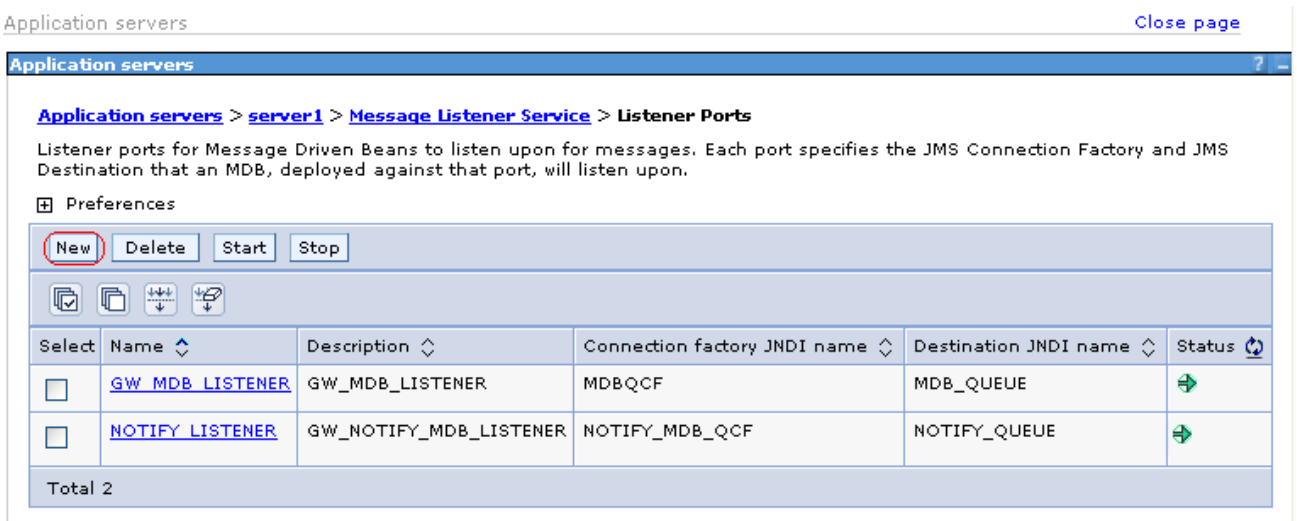 Application servers Close page
Application servers ? _
Application servers > server1 > Message Listener Service > Listener Ports
Listener ports for Message Driven Beans to listen upon for messages. Each port specifies the JMS Connection Factory and JMS
Destination that an MDB, deployed against that port, will listen upon.
Preferences
New Delete Start Stop
Select Name Description Connection factory JNDI name Destination JNDI name Status
GW_MDB_LISTENER GW_MDB_LISTENER MDBQCF MDB_QUEUE
NOTIFY_LISTENER GW_NOTIFY_MDB_LISTENER NOTIFY_MDB_QCF NOTIFY_QUEUE
Total 2